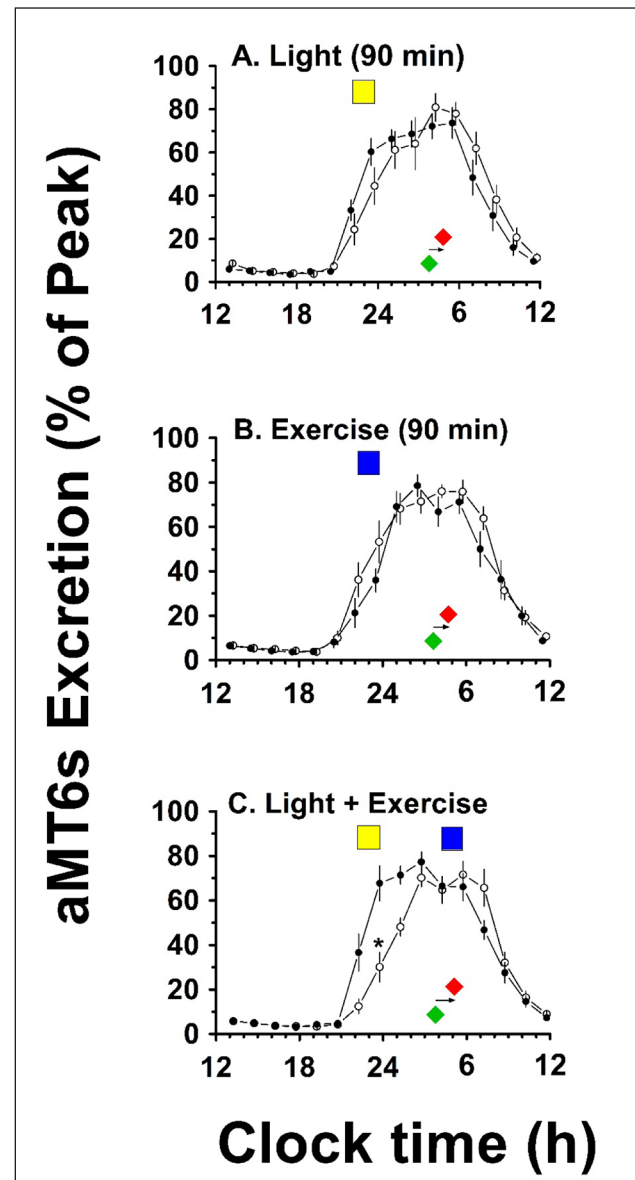 aMT6s Excretion (% of Peak)
A. Light (90 min)
100
80
60
40
20
0
12 18 24 6 12
B. Exercise (90 min)
100
80
60
40
20
0
12 18 24 6 12
C. Light + Exercise
100
80
60
40
20
0
*
12 18 24 6 12
Clock time (h)